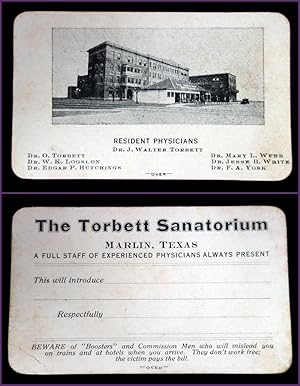 RESIDENT PHYSICIANS
DR. J. WALTER TORBETT
DR. O. TORBETT
DR. MARY L. WEBB
DR. W. K. LOGSLON
DR. JESSE B. WHITE
DR. EDGAR P. HUTCHINGS
DR. F. A. YORK
—OVER—
The Torbett Sanatorium
MARLIN, TEXAS
A FULL STAFF OF EXPERIENCED PHYSICIANS ALWAYS PRESENT
This will introduce
Respectfully
BEWARE of "Boosters" and Commission Men who will mislead you
on trains and at hotels when you arrive. They don't work free;
the victim pays the bill.
—OVER—